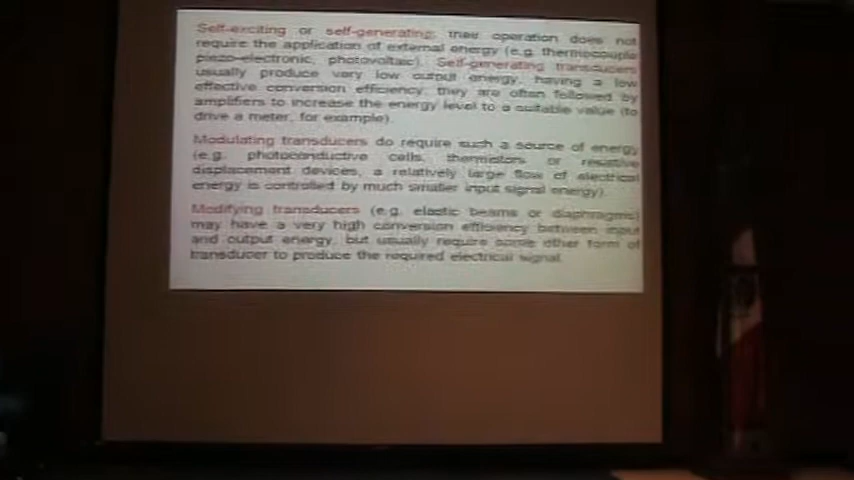 Self-exciting or self-generating; their operation does not
require the application of external energy (e.g. thermocouple
piezo-electronic, photovoltaic). Self-generating transducers
usually produce very low output energy, having a low
effective conversion efficiency, they are often followed by
amplifiers to increase the energy level to a suitable value (to
drive a meter, for example).
Modulating transducers do require such a source of energy
(e.g. photoconductive cells, thermistors or resistive
displacement devices, a relatively large flow of electrical
energy is controlled by much smaller input signal energy).
Modifying transducers (e.g. elastic beams or diaphragms)
may have a very high conversion efficiency between input
and output energy, but usually require some other form of
transducer to produce the required electrical signal.